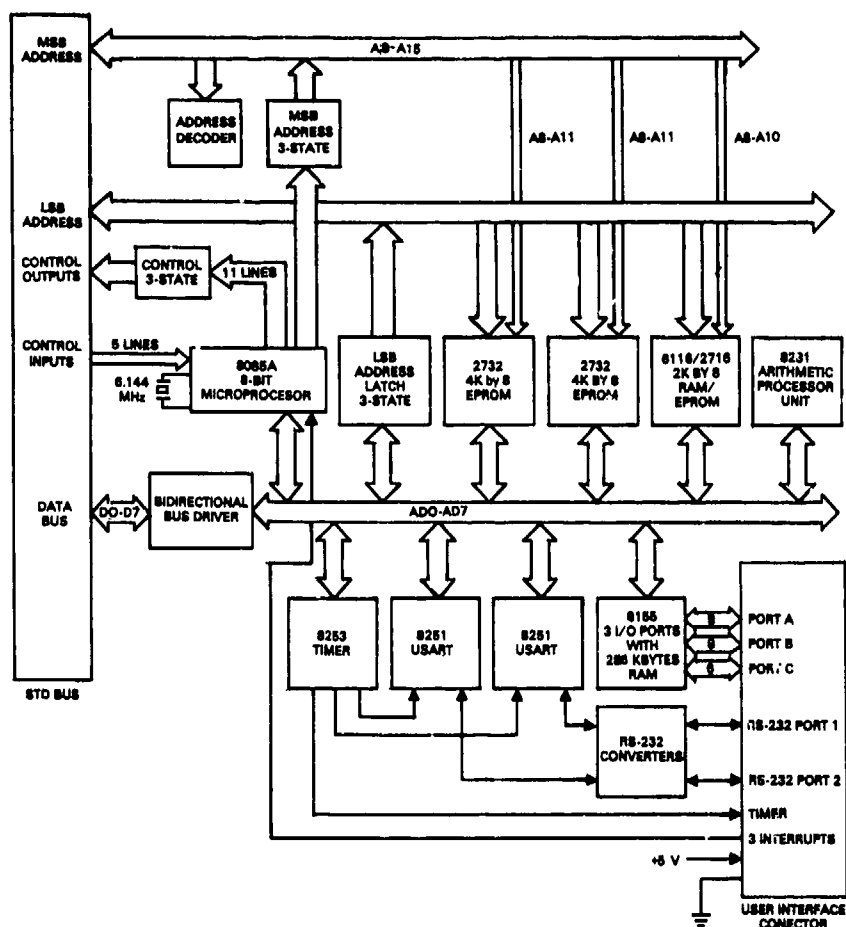 MSB
ADDRESS
A8-A15
ADDRESS
DECODER
MSB
ADDRESS
3-STATE
A8-A11
A8-A11
A8-A10
LSB
ADDRESS
CONTROL
OUTPUTS
CONTROL
3-STATE
11 LINES
CONTROL
INPUTS
5 LINES
6.144
MHz
8085A
8-BIT
MICROPROCESOR
LSB
ADDRESS
LATCH
3-STATE
2732
4K by 8
EPROM
2732
4K BY 8
EPROM
6116/2716
2K BY 8
RAM/
EPROM
8231
ARITHMETIC
PROCESSOR
UNIT
DATA
BUS
DO-D7
BIDIRECTIONAL
BUS DRIVER
ADO-AD7
8253
TIMER
8251
USART
8251
USART
8155
3 I/O PORTS
WITH
256 KBYTES
RAM
8
PORT A
8
PORT B
6
PORT C
STD BUS
RS-232
CONVERTERS
RS-232 PORT 1
RS-232 PORT 2
TIMER
3 INTERRUPTS
+5 V
USER INTERFACE
CONECTOR